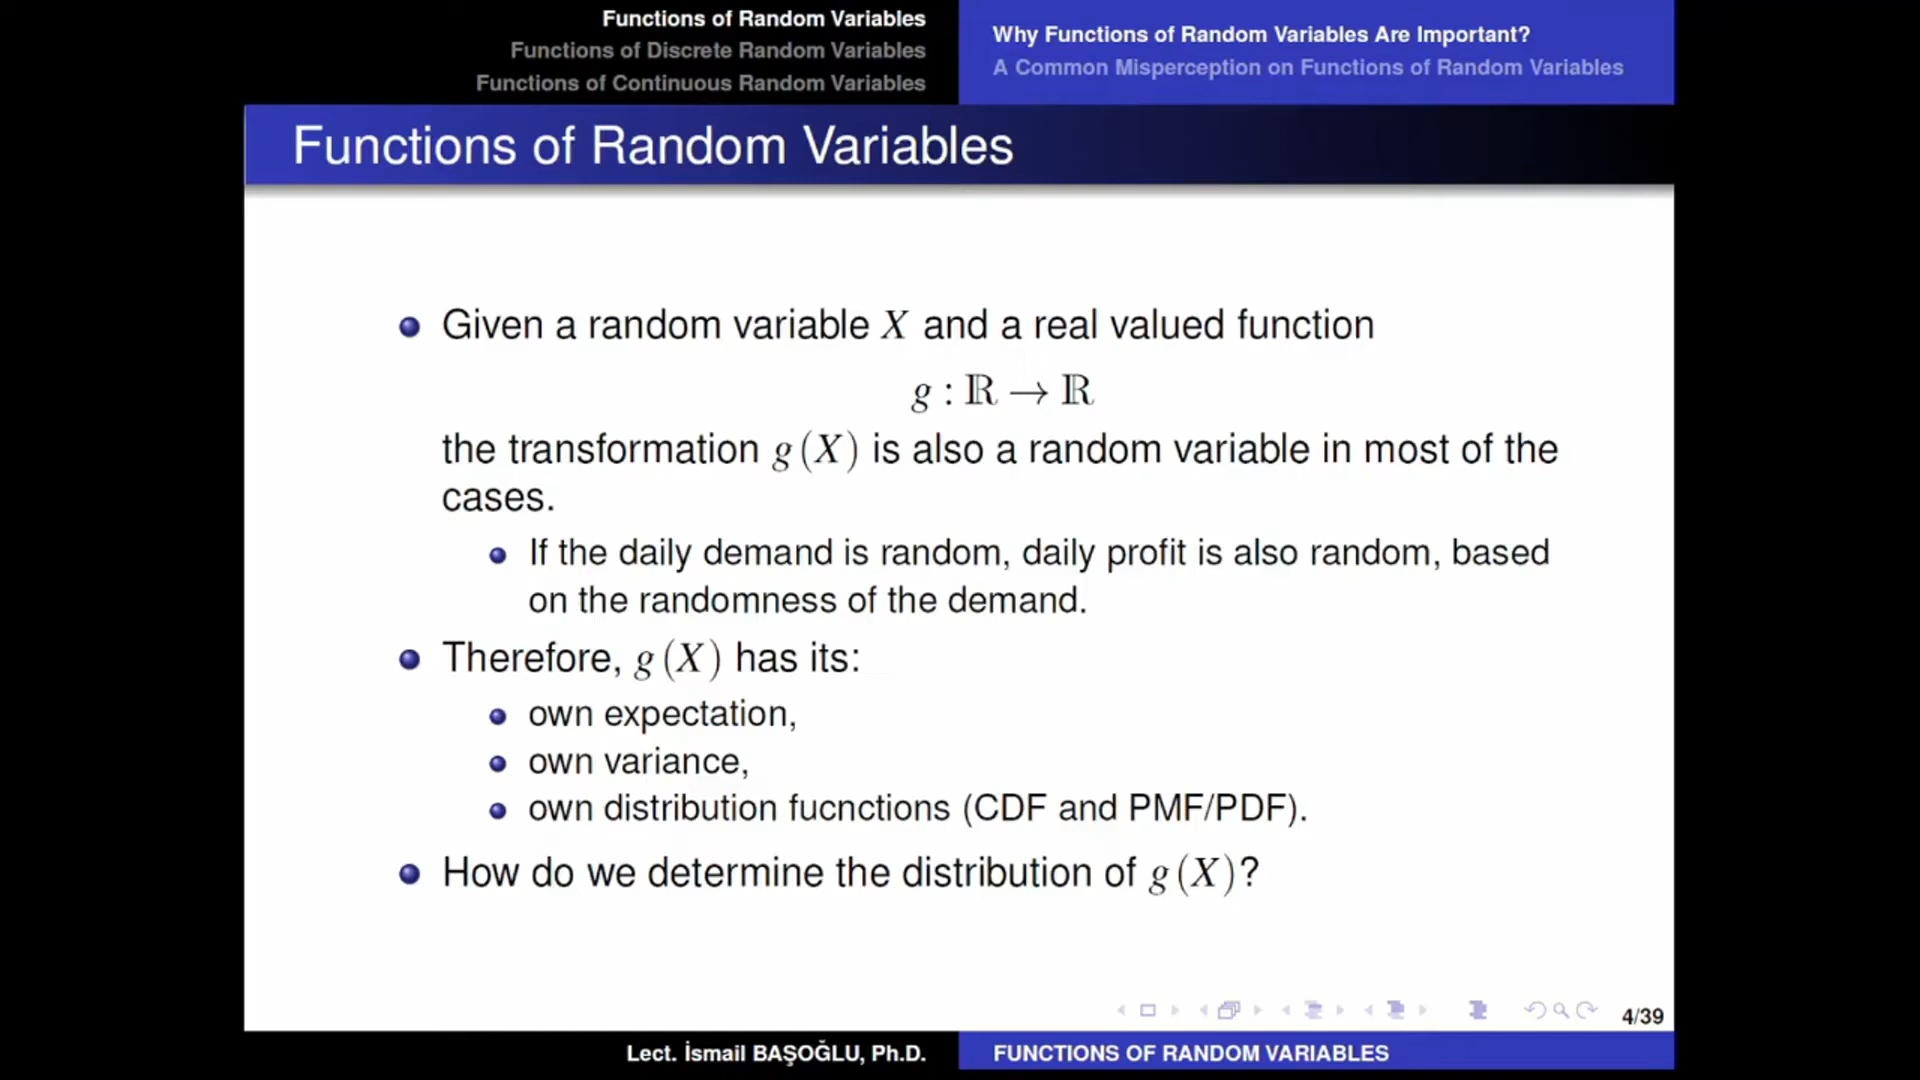 Functions of Random Variables
Functions of Discrete Random Variables
Functions of Continuous Random Variables
Why Functions of Random Variables Are Important?
A Common Misperception on Functions of Random Variables
Functions of Random Variables
Given a random variable X and a real valued function
g : ℝ → ℝ
the transformation g (X) is also a random variable in most of the
cases.
If the daily demand is random, daily profit is also random, based
on the randomness of the demand.
Therefore, g (X) has its:
own expectation,
own variance,
own distribution fucnctions (CDF and PMF/PDF).
How do we determine the distribution of g (X)?
4/39
Lect. İsmail BAŞOĞLU, Ph.D.
FUNCTIONS OF RANDOM VARIABLES